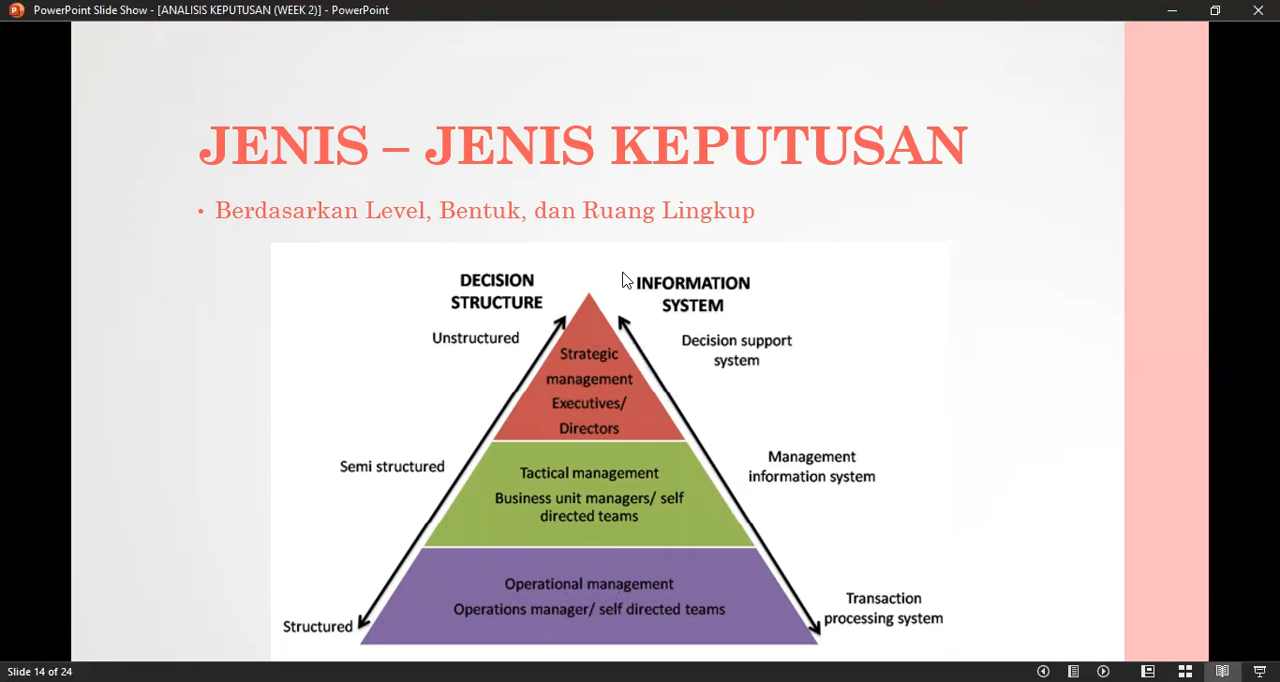 PowerPoint Slide Show - [ANALISIS KEPUTUSAN (WEEK 2)] - PowerPoint
JENIS – JENIS KEPUTUSAN
• Berdasarkan Level, Bentuk, dan Ruang Lingkup
DECISION
STRUCTURE
INFORMATION
SYSTEM
Unstructured
Decision support
system
Strategic
management
Executives/
Directors
Semi structured
Tactical management
Business unit managers/ self
directed teams
Management
information system
Operational management
Operations manager/ self directed teams
Structured
Transaction
processing system
Slide 14 of 24